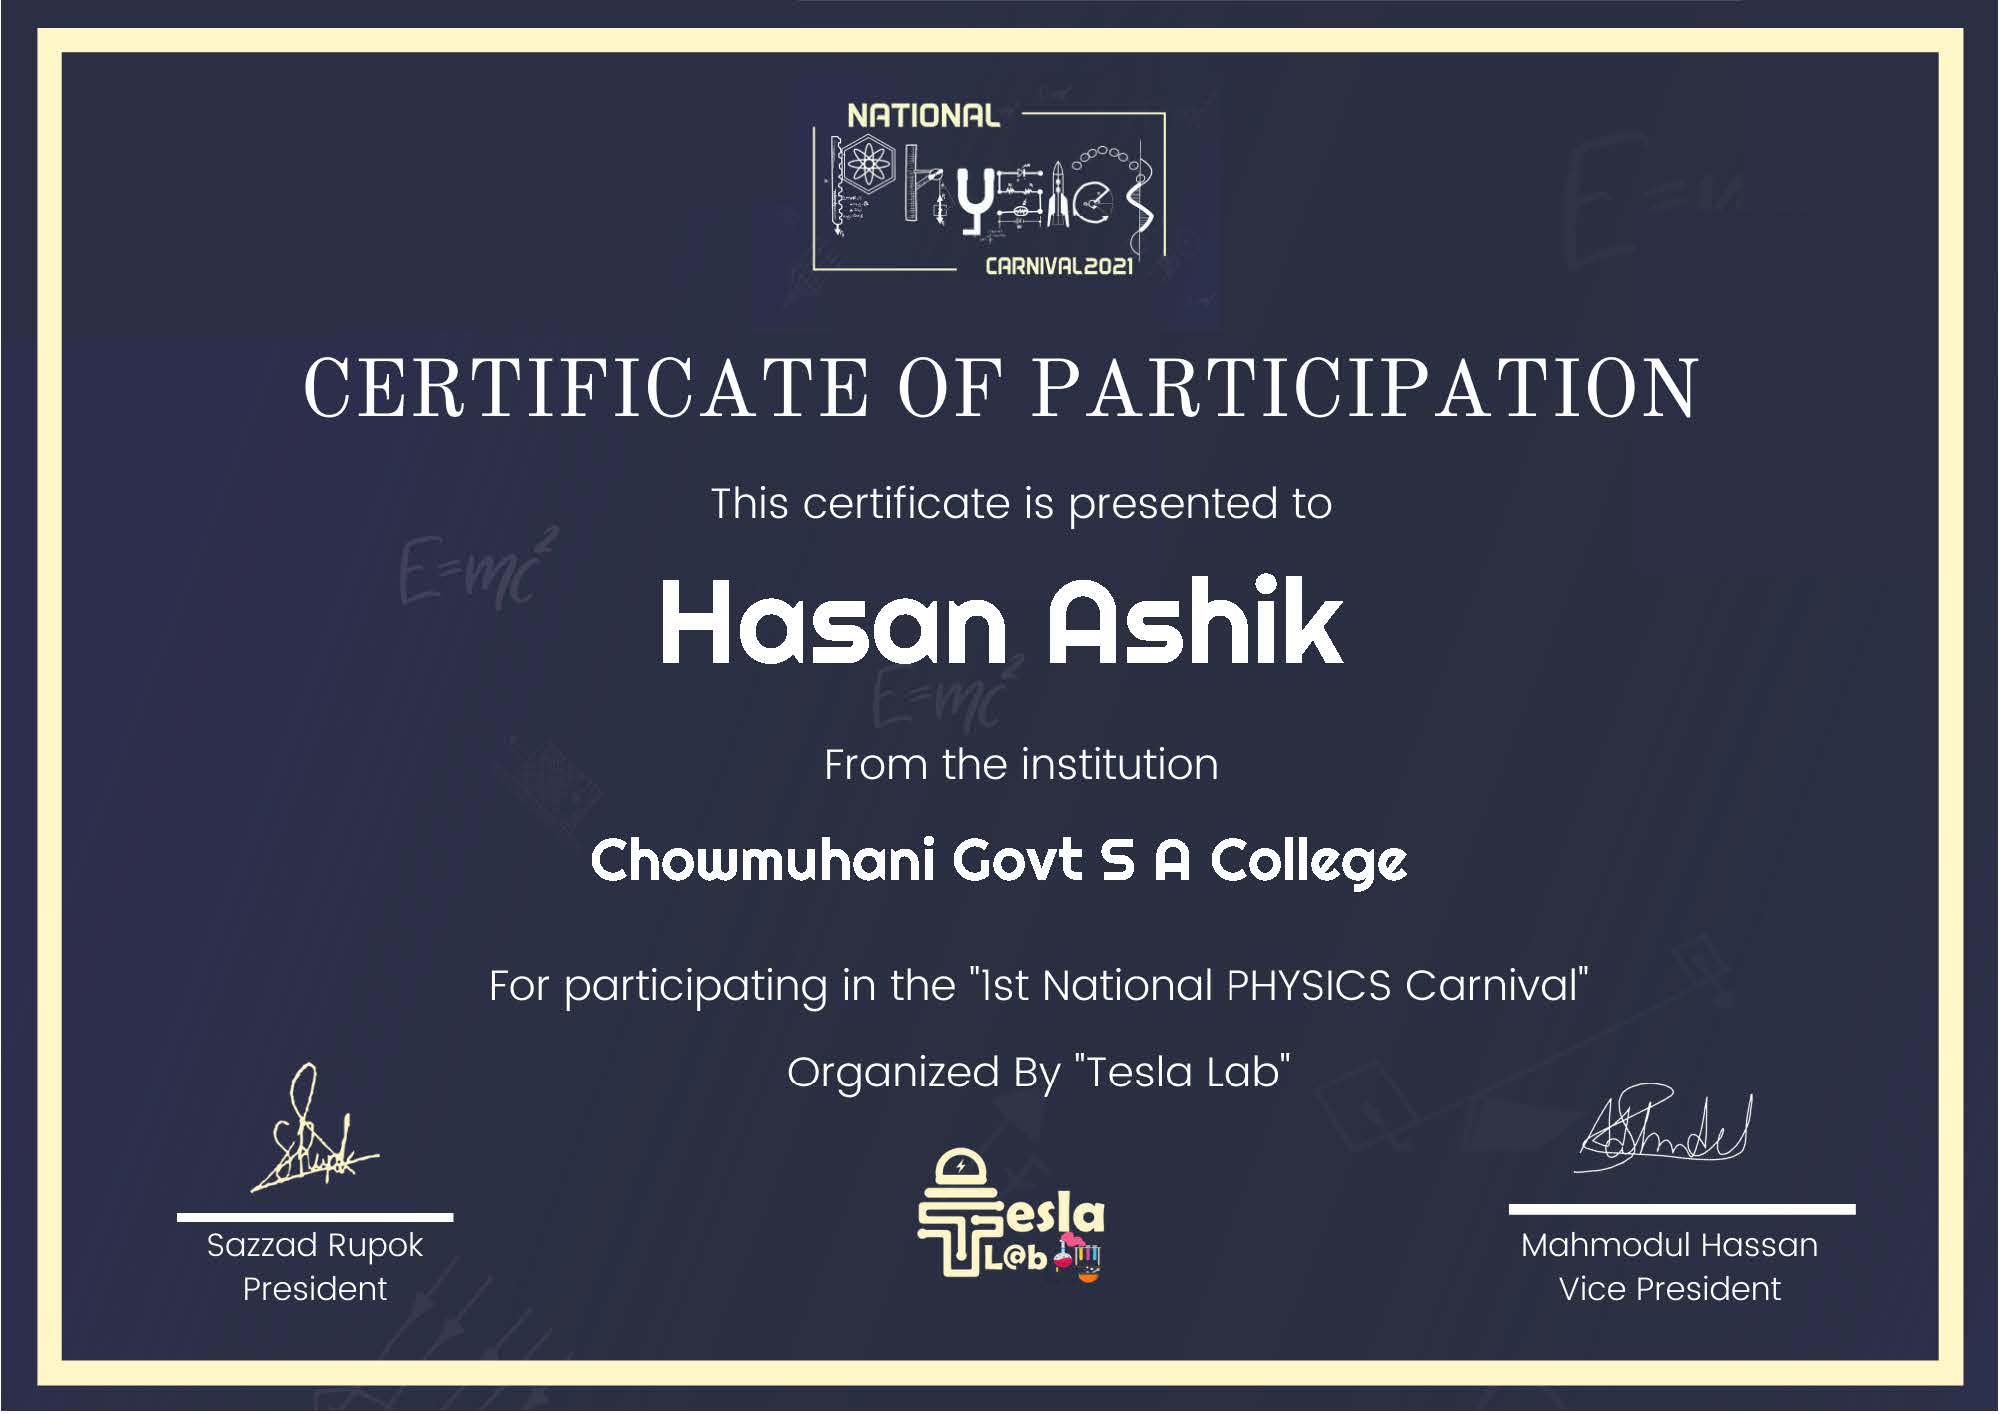 NATIONAL
Physics
CARNIVAL2021
CERTIFICATE OF PARTICIPATION
This certificate is presented to
E=mc²
Hasan Ashik
E=mc²
From the institution
Chowmuhani Govt S A College
For participating in the "1st National PHYSICS Carnival"
Organized By "Tesla Lab"
Tesla
L@b
Sazzad Rupok
President
Mahmodul Hassan
Vice President